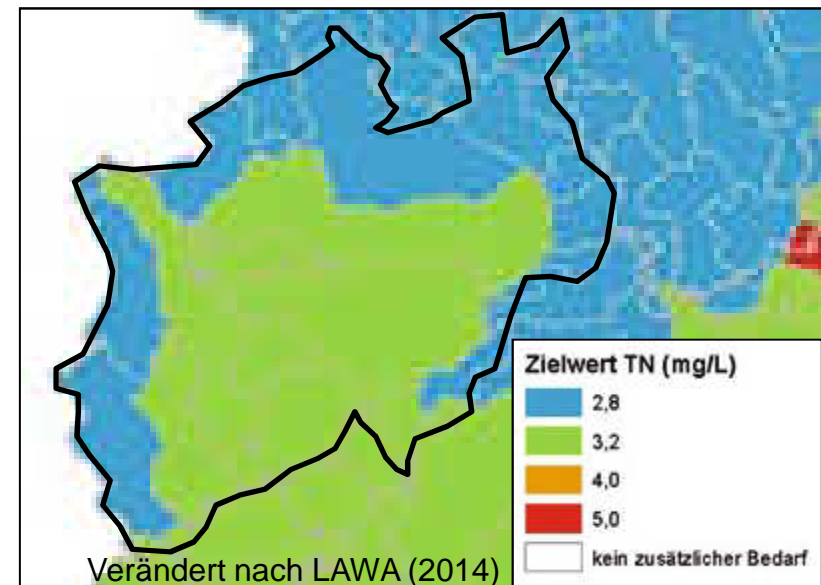 Zielwert TN (mg/L)
2,8
3,2
4,0
5,0
kein zusätzlicher Bedarf
Verändert nach LAWA (2014)